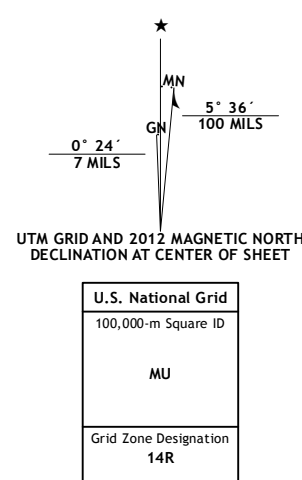 ★
MN
GN
5° 36´
100 MILS
0° 24´
7 MILS
UTM GRID AND 2012 MAGNETIC NORTH
DECLINATION AT CENTER OF SHEET
U.S. National Grid
100,000-m Square ID
MU
Grid Zone Designation
14R